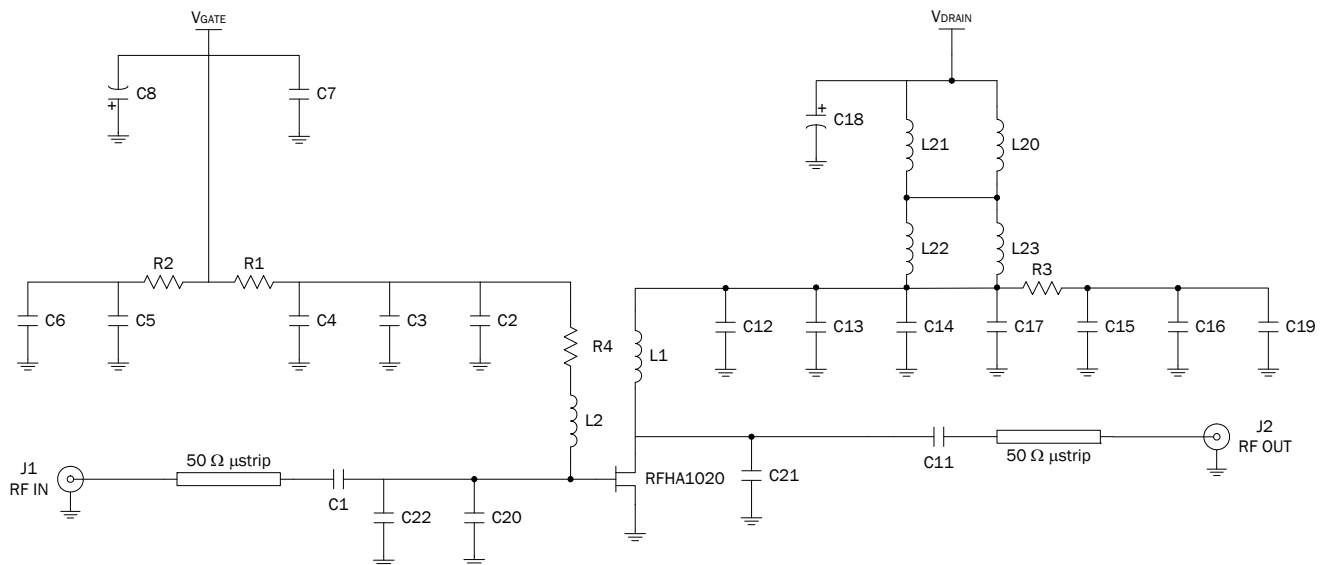 VGATE
VDRAIN
C8
C7
C18
L21
L20
L22
L23
R2
R1
R3
C6
C5
C4
C3
C2
R4
L1
C12
C13
C14
C17
C15
C16
C19
L2
J1
RF IN
50 Ω µstrip
C1
C22
C20
RFHA1020
C21
C11
50 Ω µstrip
J2
RF OUT
+
+